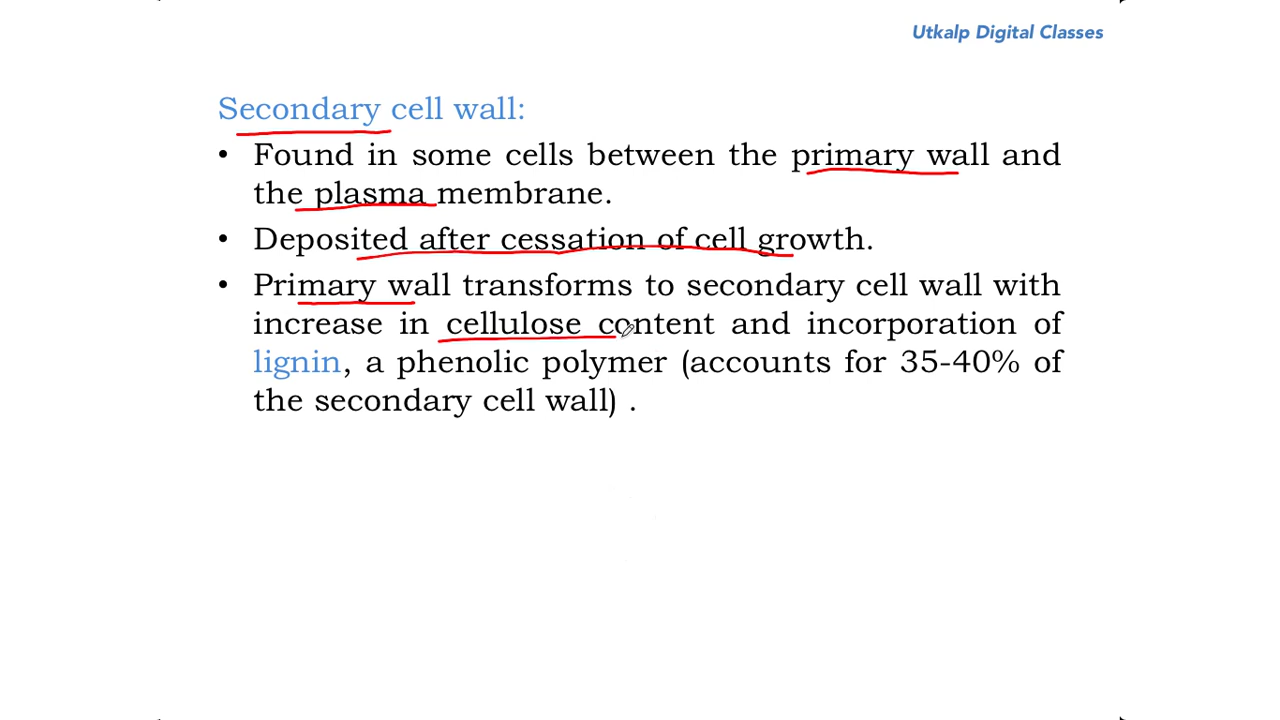 Utkalp Digital Classes
Secondary cell wall:
• Found in some cells between the primary wall and
the plasma membrane.
• Deposited after cessation of cell growth.
• Primary wall transforms to secondary cell wall with
increase in cellulose content and incorporation of
lignin, a phenolic polymer (accounts for 35-40% of
the secondary cell wall) .